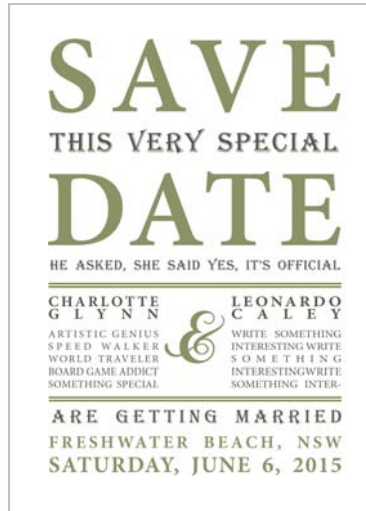 SAVE
THIS VERY SPECIAL
DATE
HE ASKED, SHE SAID YES, IT'S OFFICIAL
CHARLOTTE
GLYNN
ARTISTIC GENIUS
SPEED WALKER
WORLD TRAVELER
BOARD GAME ADDICT
SOMETHING SPECIAL
&
LEONARDO
CALEY
WRITE SOMETHING
INTERESTING WRITE
SOMETHING
INTERESTINGWRITE
SOMETHING INTER-
ARE GETTING MARRIED
FRESHWATER BEACH, NSW
SATURDAY, JUNE 6, 2015